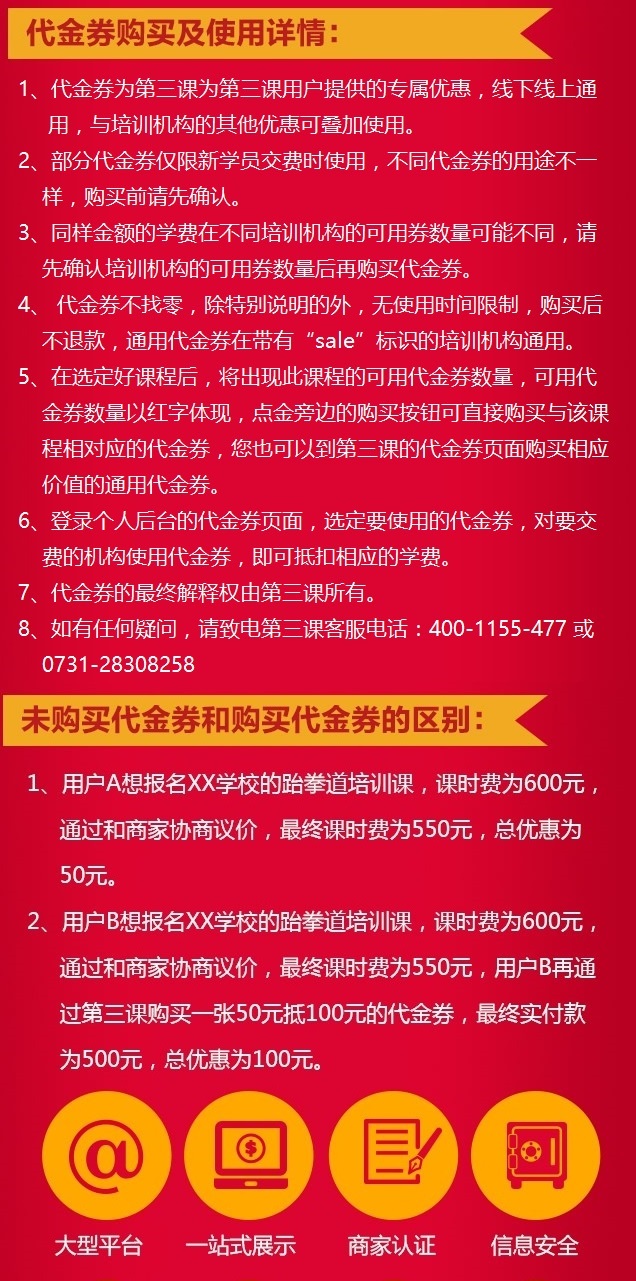 代金券购买及使用详情：
1、代金券为第三课为第三课用户提供的专属优惠，线下线上通
用，与培训机构的其他优惠可叠加使用。
2、部分代金券仅限新学员交费时使用，不同代金券的用途不一
样，购买前请先确认。
3、同样金额的学费在不同培训机构的可用券数量可能不同，请
先确认培训机构的可用券数量后再购买代金券。
4、 代金券不找零，除特别说明的外，无使用时间限制，购买后
不退款，通用代金券在带有“sale”标识的培训机构通用。
5、在选定好课程后，将出现此课程的可用代金券数量，可用代
金券数量以红字体现，点金旁边的购买按钮可直接购买与该课
程相对应的代金券，您也可以到第三课的代金券页面购买相应
价值的通用代金券。
6、登录个人后台的代金券页面，选定要使用的代金券，对要交
费的机构使用代金券，即可抵扣相应的学费。
7、代金券的最终解释权由第三课所有。
8、如有任何疑问，请致电第三课客服电话：400-1155-477 或
0731-28308258
未购买代金券和购买代金券的区别：
1、用户A想报名XX学校的跆拳道培训课，课时费为600元，
通过和商家协商议价，最终课时费为550元，总优惠为
50元。
2、用户B想报名XX学校的跆拳道培训课，课时费为600元，
通过和商家协商议价，最终课时费为550元，用户B再通
过第三课购买一张50元抵100元的代金券，最终实付款
为500元，总优惠为100元。
@
$
大型平台 一站式展示 商家认证 信息安全